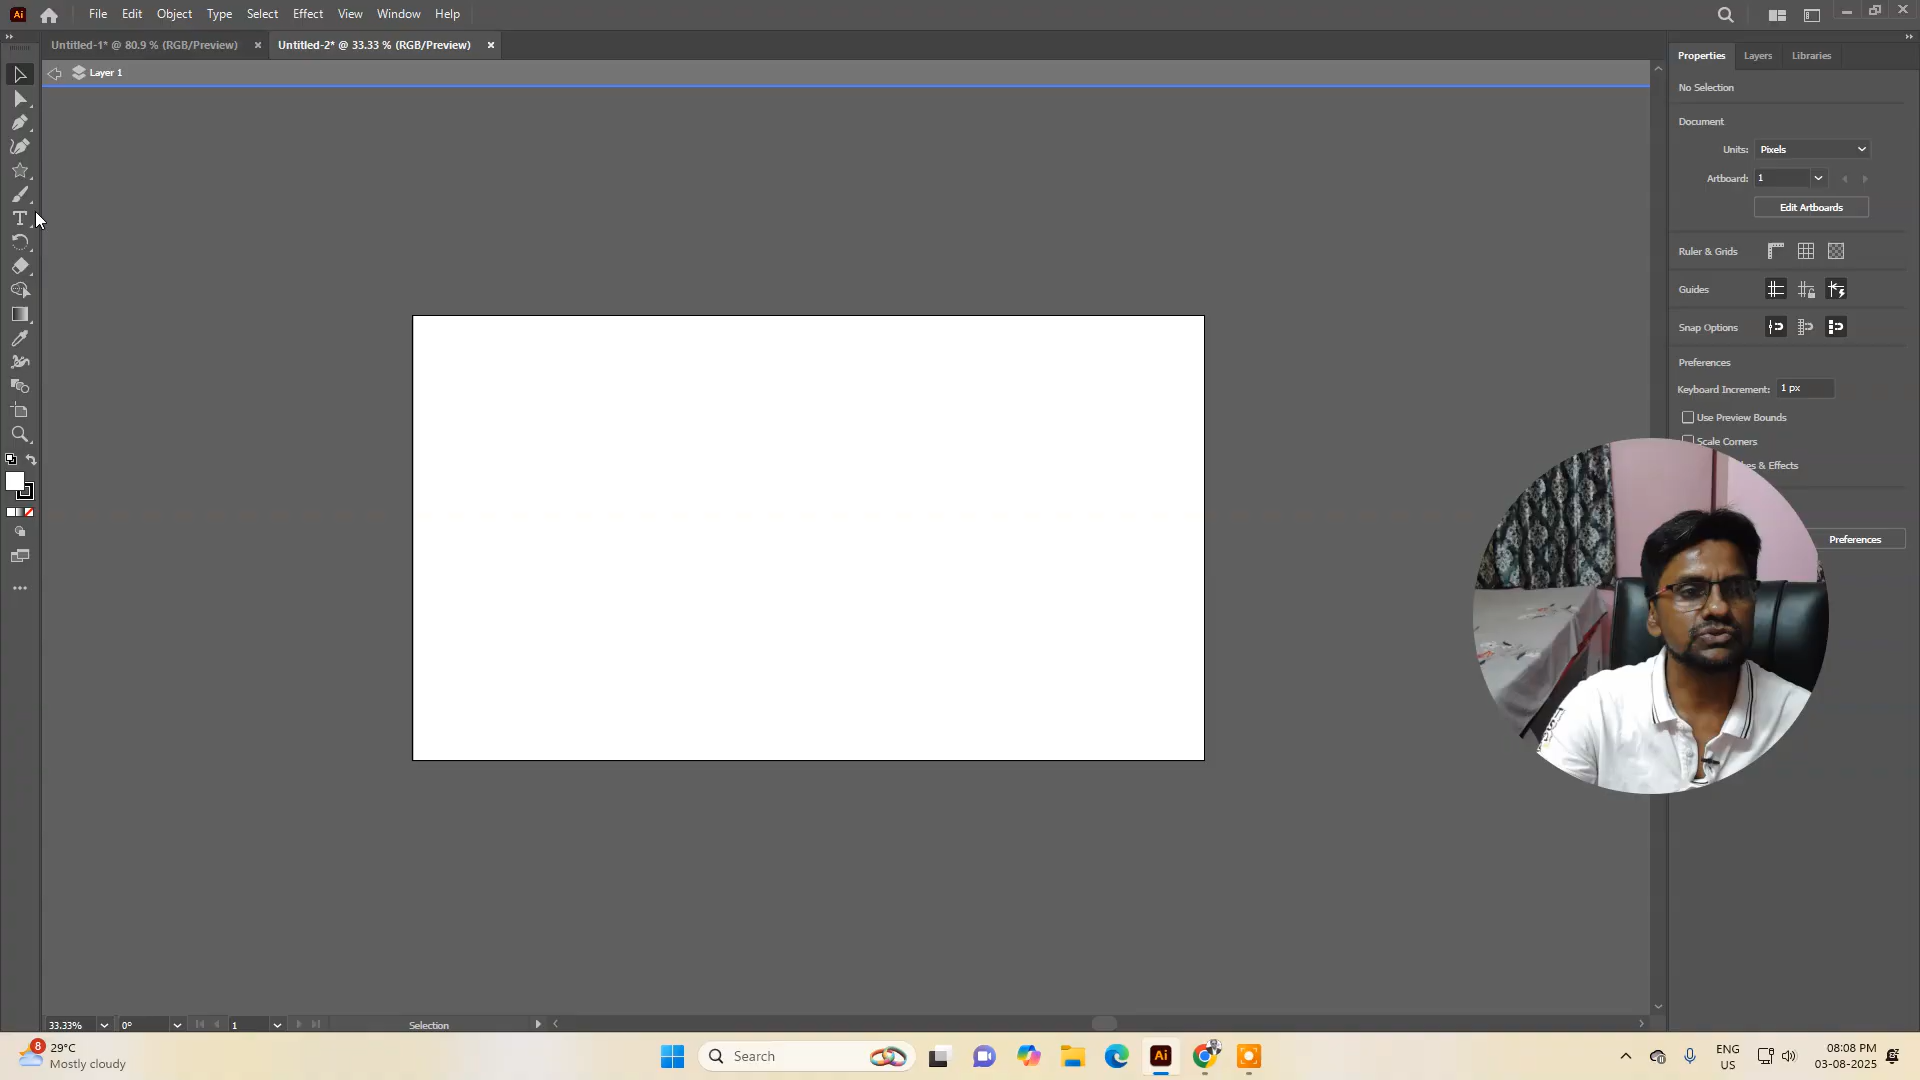 Ai File Edit Object Type Select Effect View Window Help
Untitled-1* @ 80.9 % (RGB/Preview) × Untitled-2* @ 33.33 % (RGB/Preview) ×
Layer 1
Properties Layers Libraries
No Selection
Document
Units: Pixels
Artboard: 1
Edit Artboards
Ruler & Grids
Guides
Snap Options
Preferences
Keyboard Increment: 1 px
Use Preview Bounds
Scale Corners
& Effects
Preferences
33.33% 0° 1 Selection
8 29°C
Mostly cloudy
Search
Ai
ENG
US
08:08 PM
03-08-2025